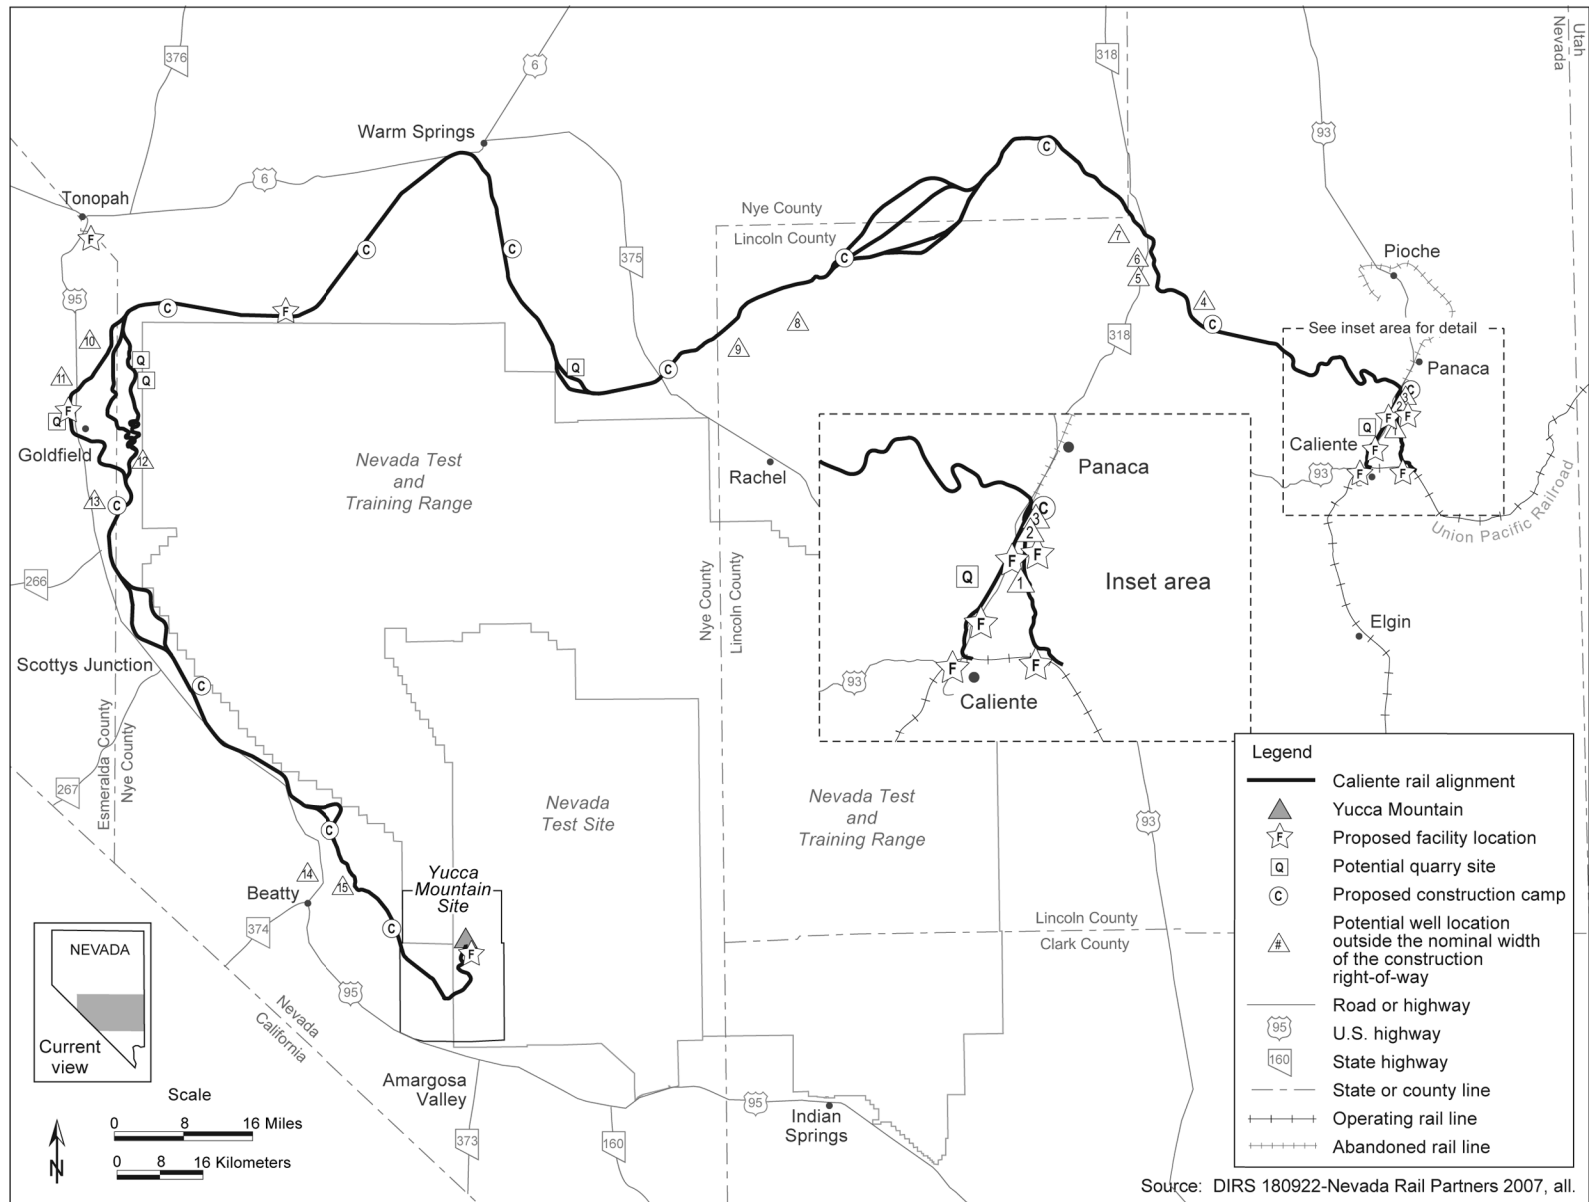 376
6
318
93
Utah
Nevada
Warm Springs
6
Tonopah
F
C
Nye County
Lincoln County
C
C
C
7
6
5
375
Pioche
95
C
F
4
C
See inset area for detail
8
9
318
10
11
Q
Q
Q
C
Panaca
C
3
2
F
F
1
F
Q
Goldfield
12
Q
Caliente
F
93
F
F
Union Pacific Railroad
Nevada Test
and
Training Range
Rachel
Panaca
13
C
C
3
2
F
F
Q
1
Inset area
266
Nye County
Lincoln County
F
Elgin
Scottys Junction
C
F
F
93
Caliente
Esmeralda County
Nye County
267
Nevada
Test Site
Nevada Test
and
Training Range
93
C
14
15
Beatty
Yucca
Mountain
Site
374
C
F
95
Lincoln County
Clark County
Nevada
California
NEVADA
Current
view
Amargosa
Valley
373
160
95
Indian
Springs
Scale
0 8 16 Miles
0 8 16 Kilometers
N
Legend
Caliente rail alignment
Yucca Mountain
F Proposed facility location
Q Potential quarry site
C Proposed construction camp
Potential well location
# outside the nominal width
of the construction
right-of-way
Road or highway
95 U.S. highway
160 State highway
State or county line
Operating rail line
Abandoned rail line
Source: DIRS 180922-Nevada Rail Partners 2007, all.